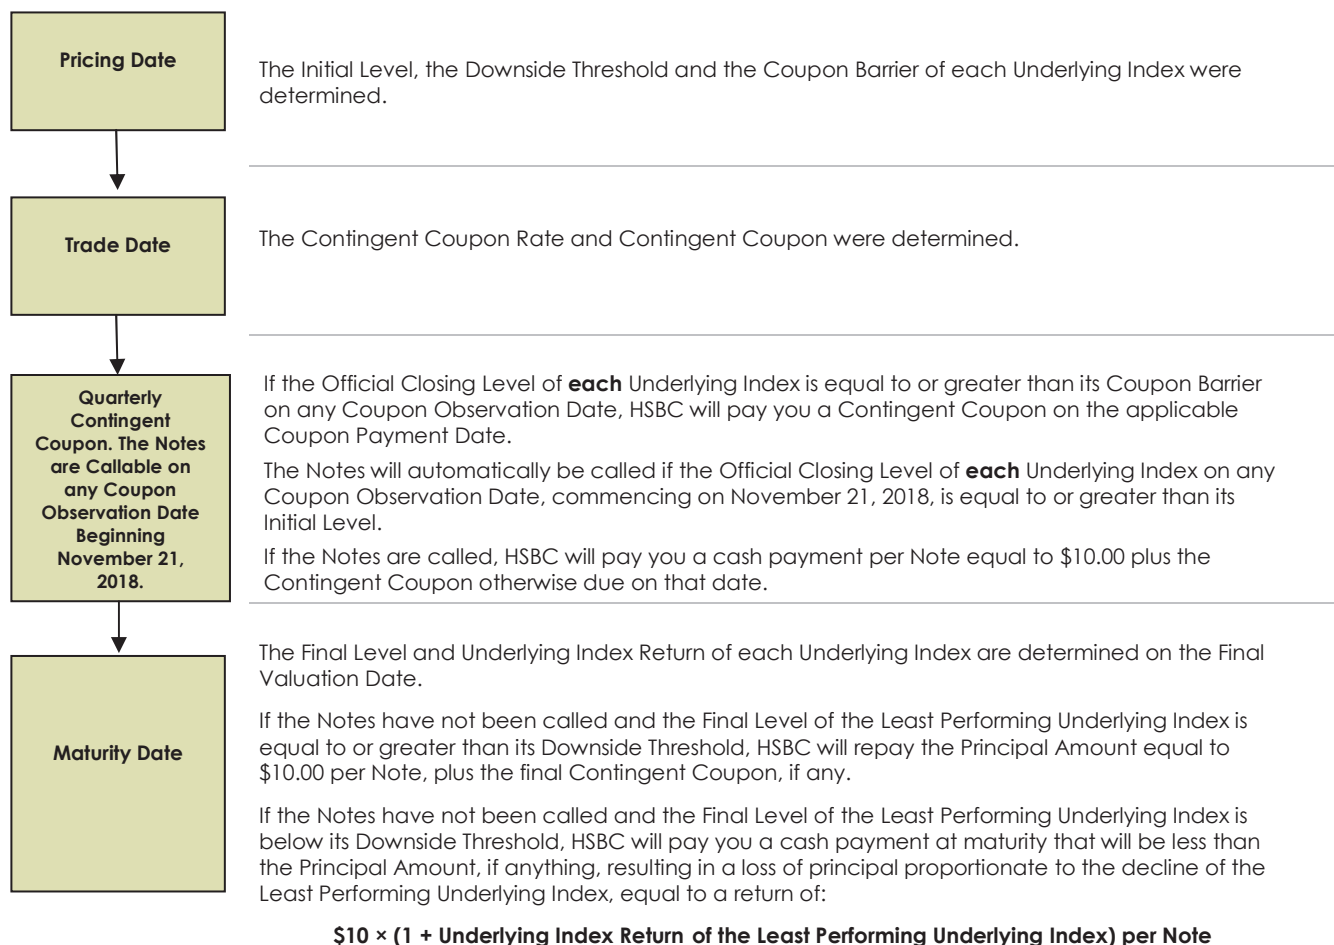 Pricing Date
The Initial Level, the Downside Threshold and the Coupon Barrier of each Underlying Index were
determined.
Trade Date
The Contingent Coupon Rate and Contingent Coupon were determined.
Quarterly
Contingent
Coupon. The Notes
are Callable on
any Coupon
Observation Date
Beginning
November 21,
2018.
If the Official Closing Level of each Underlying Index is equal to or greater than its Coupon Barrier
on any Coupon Observation Date, HSBC will pay you a Contingent Coupon on the applicable
Coupon Payment Date.
The Notes will automatically be called if the Official Closing Level of each Underlying Index on any
Coupon Observation Date, commencing on November 21, 2018, is equal to or greater than its
Initial Level.
If the Notes are called, HSBC will pay you a cash payment per Note equal to $10.00 plus the
Contingent Coupon otherwise due on that date.
Maturity Date
The Final Level and Underlying Index Return of each Underlying Index are determined on the Final
Valuation Date.
If the Notes have not been called and the Final Level of the Least Performing Underlying Index is
equal to or greater than its Downside Threshold, HSBC will repay the Principal Amount equal to
$10.00 per Note, plus the final Contingent Coupon, if any.
If the Notes have not been called and the Final Level of the Least Performing Underlying Index is
below its Downside Threshold, HSBC will pay you a cash payment at maturity that will be less than
the Principal Amount, if anything, resulting in a loss of principal proportionate to the decline of the
Least Performing Underlying Index, equal to a return of:
$10 × (1 + Underlying Index Return of the Least Performing Underlying Index) per Note